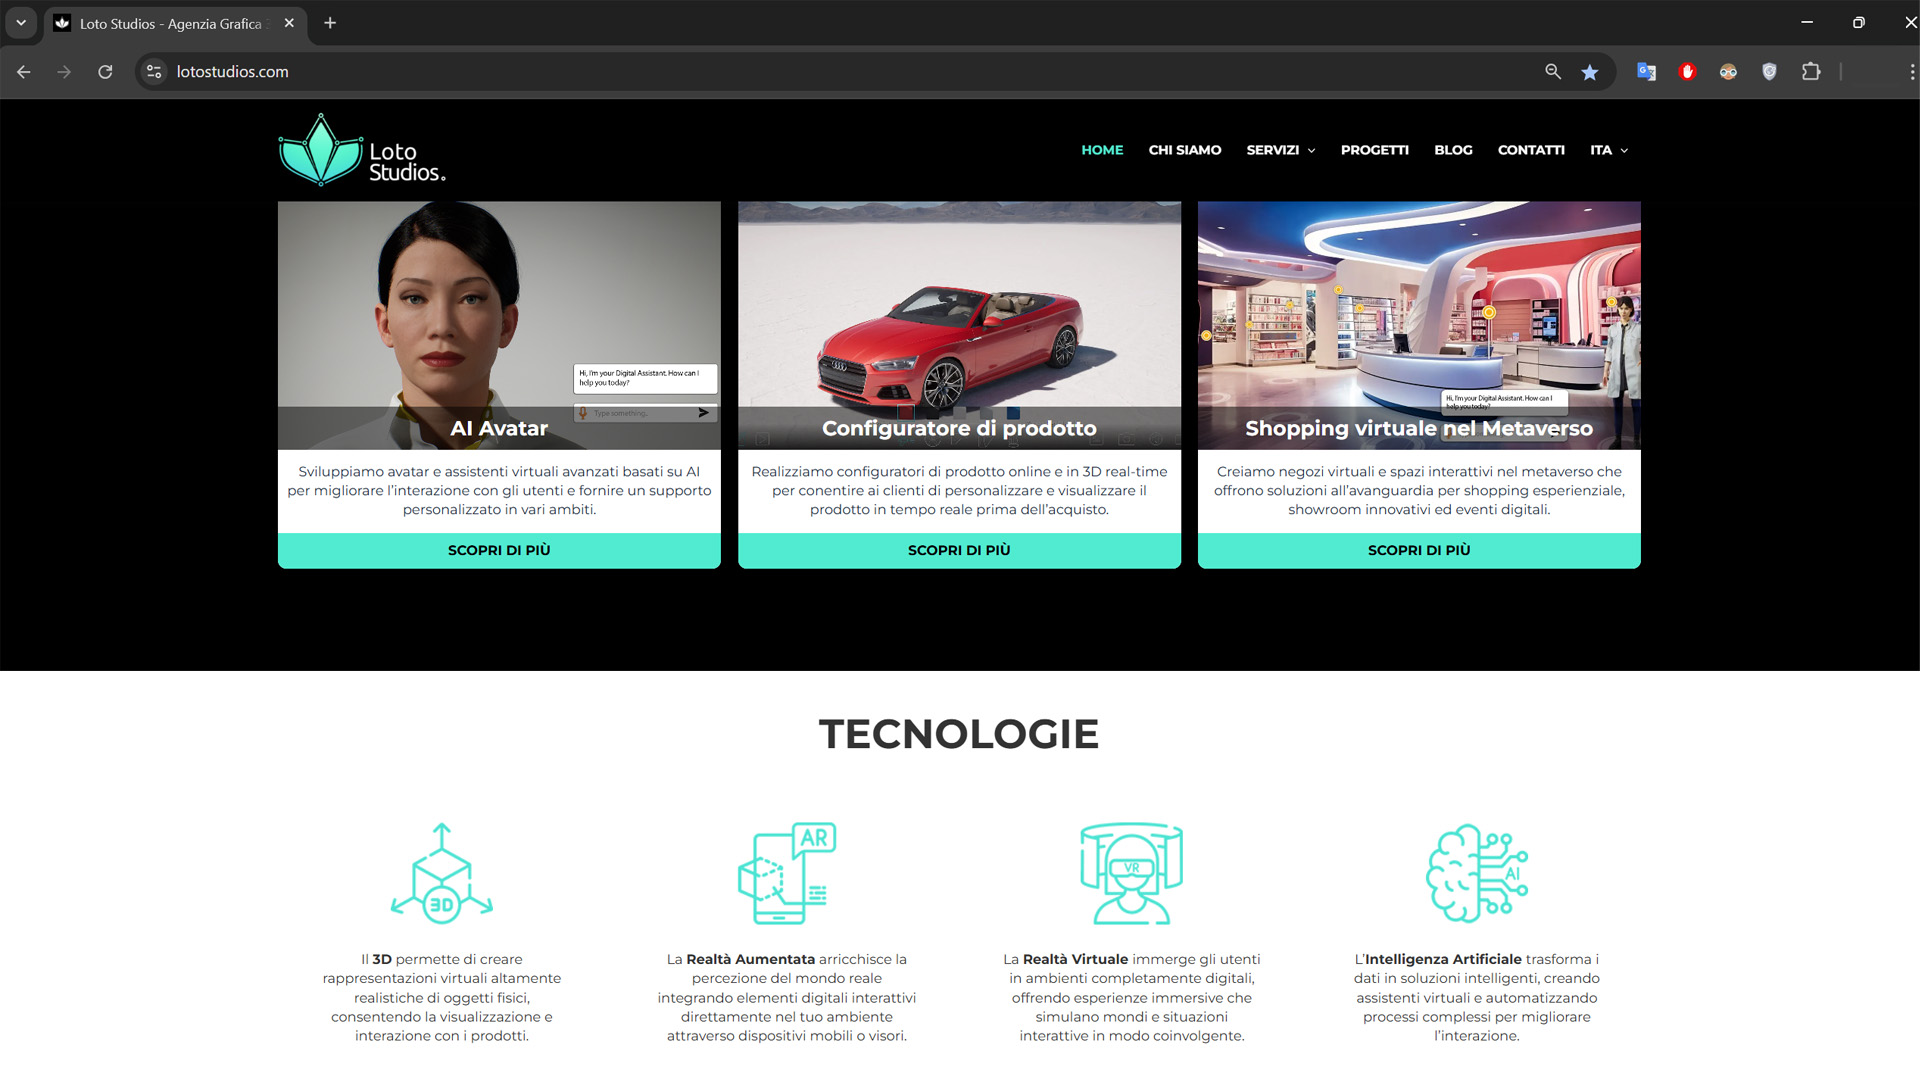 Loto Studios - Agenzia Grafica 3
lotostudios.com
Loto
Studios.
HOME CHI SIAMO SERVIZI PROGETTI BLOG CONTATTI ITA
Hi, I'm your Digital Assistant. How can I
help you today?
Type something..
AI Avatar
Sviluppiamo avatar e assistenti virtuali avanzati basati su AI
per migliorare l'interazione con gli utenti e fornire un supporto
personalizzato in vari ambiti.
SCOPRI DI PIÙ
Configuratore di prodotto
Realizziamo configuratori di prodotto online e in 3D real-time
per conentire ai clienti di personalizzare e visualizzare il
prodotto in tempo reale prima dell'acquisto.
SCOPRI DI PIÙ
Hi, I'm your Digital Assistant. How can I
help you today?
Shopping virtuale nel Metaverso
Creiamo negozi virtuali e spazi interattivi nel metaverso che
offrono soluzioni all'avanguardia per shopping esperienziale,
showroom innovativi ed eventi digitali.
SCOPRI DI PIÙ
TECNOLOGIE
3D
Il 3D permette di creare
rappresentazioni virtuali altamente
realistiche di oggetti fisici,
consentendo la visualizzazione e
interazione con i prodotti.
AR
La Realtà Aumentata arricchisce la
percezione del mondo reale
integrando elementi digitali interattivi
direttamente nel tuo ambiente
attraverso dispositivi mobili o visori.
VR
La Realtà Virtuale immerge gli utenti
in ambienti completamente digitali,
offrendo esperienze immersive che
simulano mondi e situazioni
interattive in modo coinvolgente.
AI
L'Intelligenza Artificiale trasforma i
dati in soluzioni intelligenti, creando
assistenti virtuali e automatizzando
processi complessi per migliorare
l'interazione.